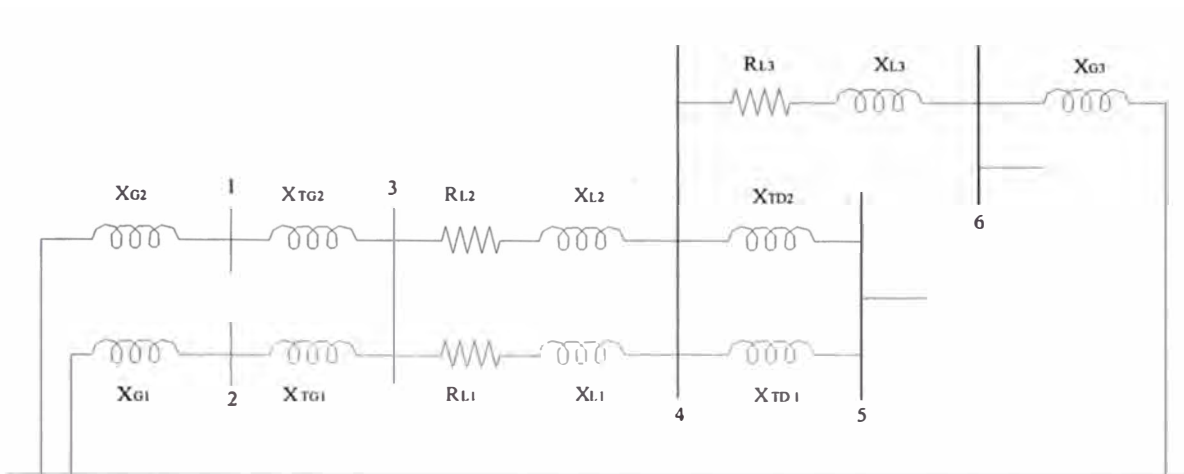 RL3 XL3 XG3
XG2 1 XTG2 3 RL2 XL2 XTD2
6
XG1 2 XTG1 RL1 XL1 4 XTD1 5